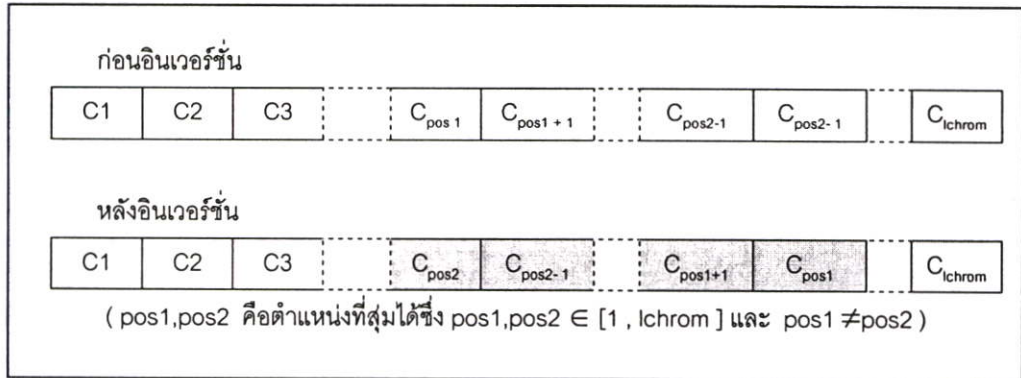 ก่อนอินเวอร์ชั่น
C1 C2 C3 Cpos 1 Cpos1 + 1 Cpos2-1 Cpos2- 1 Clchrom
หลังอินเวอร์ชั่น
C1 C2 C3 Cpos2 Cpos2- 1 Cpos1+1 Cpos1 Clchrom
( pos1,pos2 คือตำแหน่งที่สุ่มได้ซึ่ง pos1,pos2 ∈ [1 , lchrom ] และ pos1 ≠pos2 )